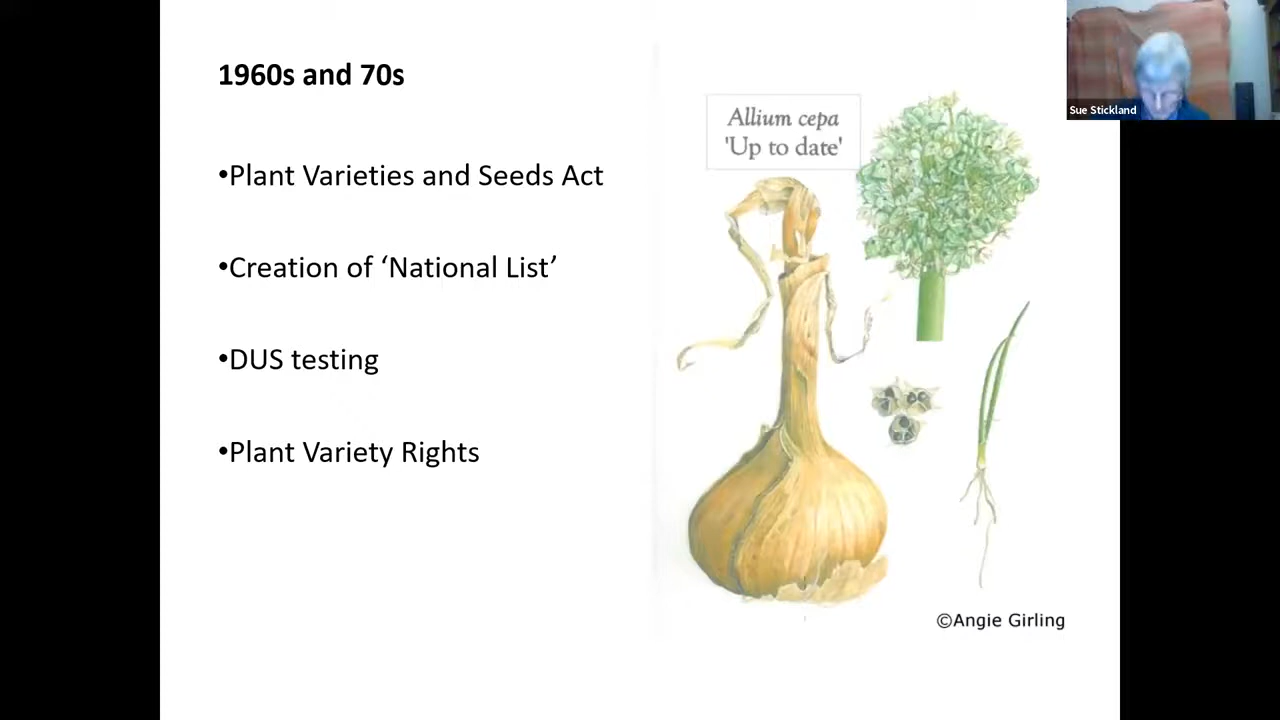 1960s and 70s
•Plant Varieties and Seeds Act
•Creation of ‘National List’
•DUS testing
•Plant Variety Rights
Allium cepa
'Up to date'
©Angie Girling
Sue Stickland